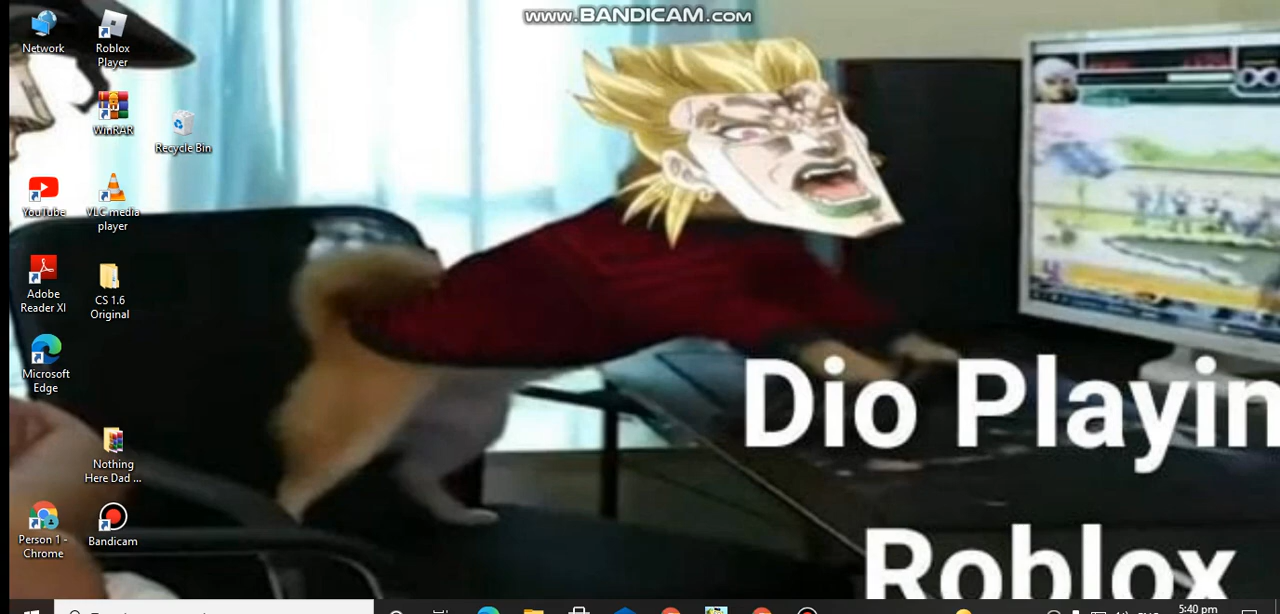 www.BANDICAM.com
Network
Roblox
Player
WinRAR
Recycle Bin
YouTube
VLC media
player
Adobe
Reader XI
CS 1.6
Original
Microsoft
Edge
Nothing
Here Dad ...
Person 1 -
Chrome
Bandicam
Dio Playin
Roblox
5:40 pm